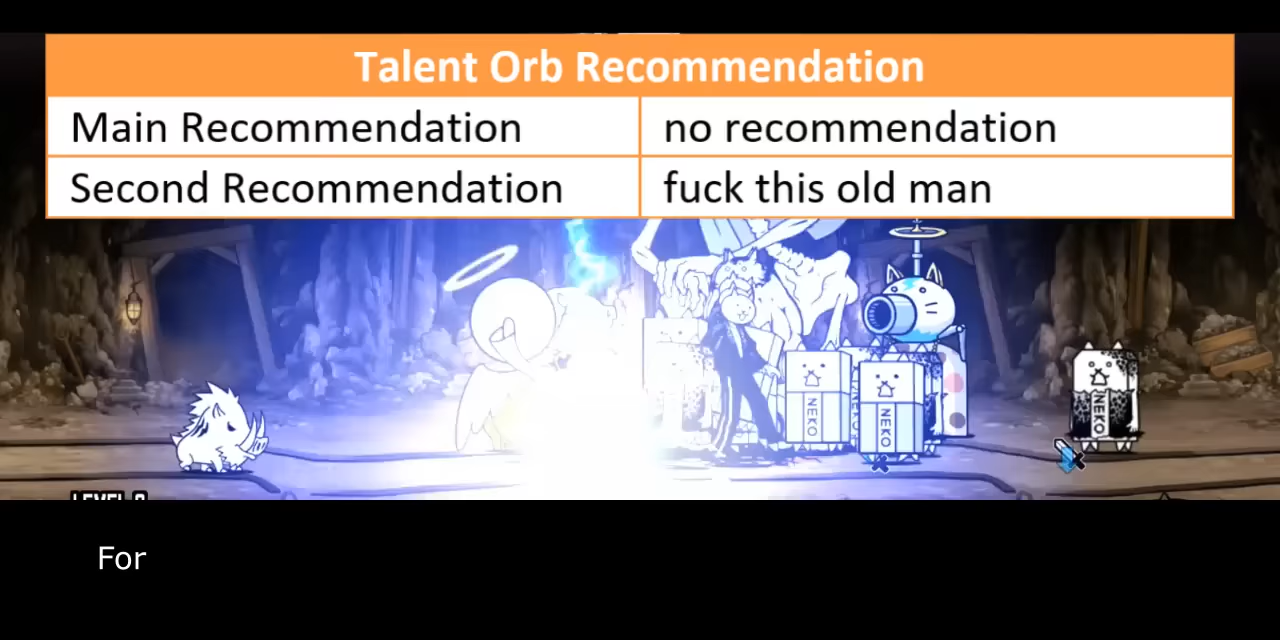 Talent Orb Recommendation
Main Recommendation
no recommendation
Second Recommendation
fuck this old man
NEKO
NEKO
NEKO
For